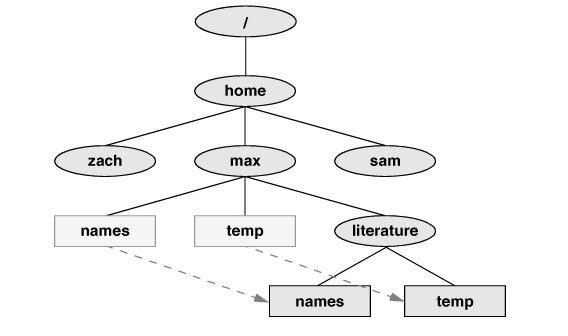 /
home
zach max sam
names temp literature
names temp